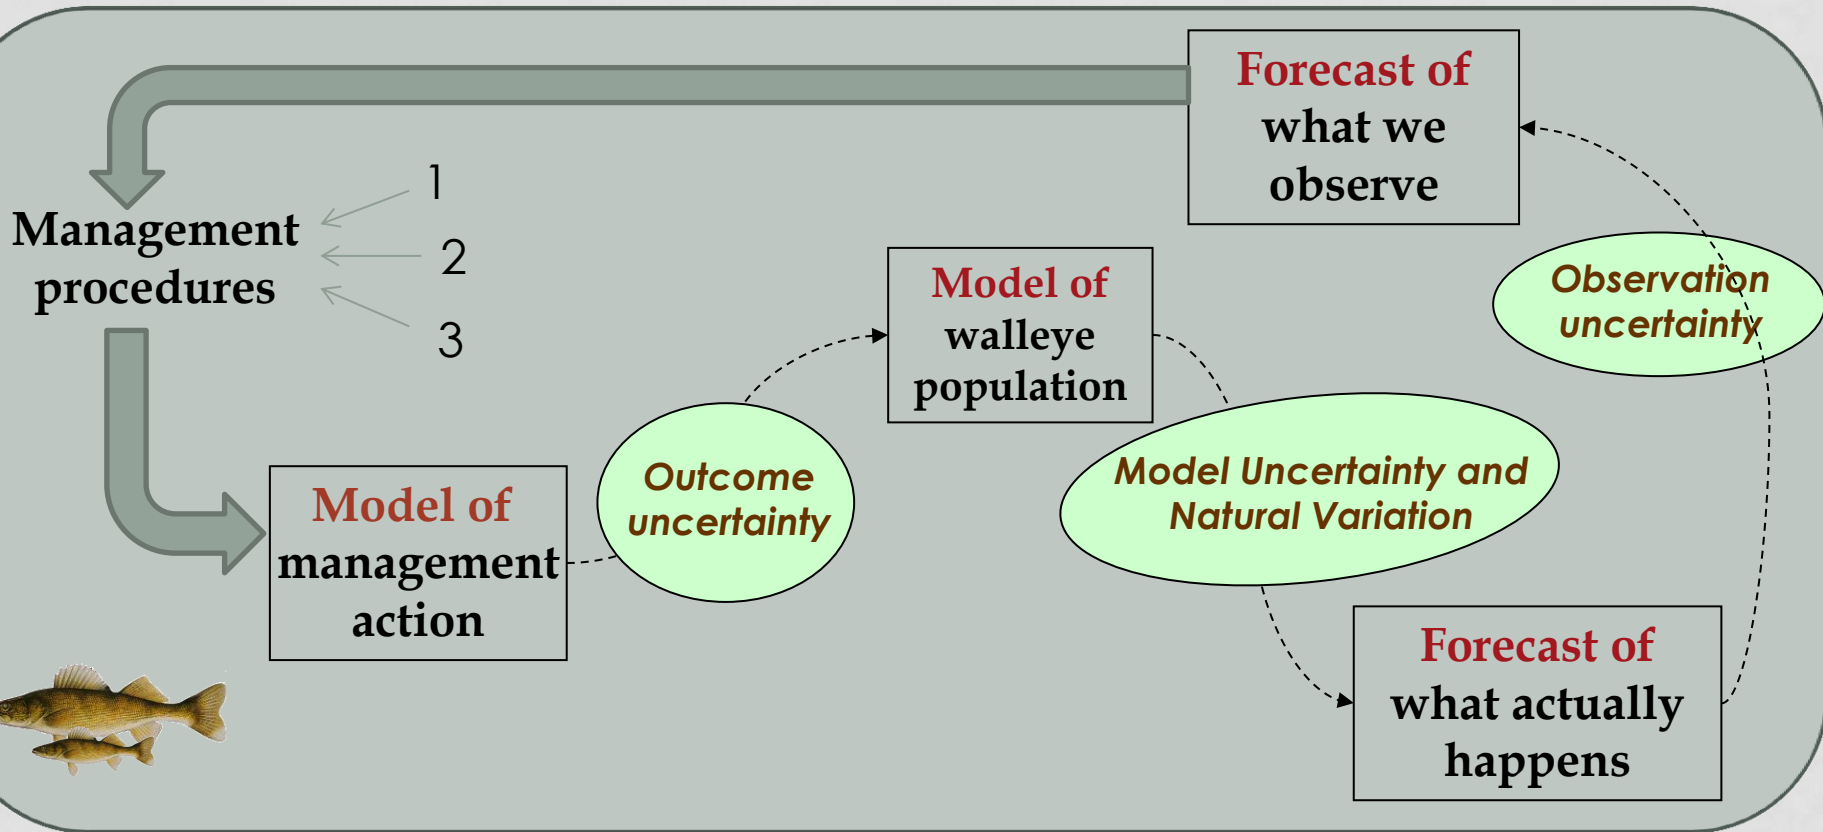 Forecast of
what we
observe
Management
procedures
1
2
3
Model of
walleye
population
Observation
uncertainty
Model of
management
action
Outcome
uncertainty
Model Uncertainty and
Natural Variation
Forecast of
what actually
happens